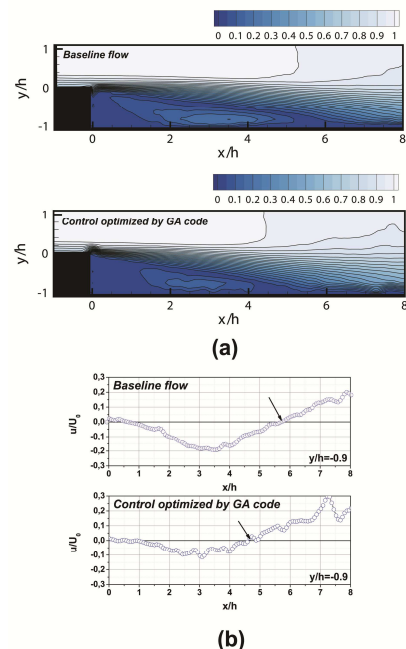 0 0.1 0.2 0.3 0.4 0.5 0.6 0.7 0.8 0.9 1
Baseline flow
1
y/h
0
-1
0 2 4 6 8
x/h
0 0.1 0.2 0.3 0.4 0.5 0.6 0.7 0.8 0.9 1
Control optimized by GA code
1
y/h
0
-1
0 2 4 6 8
x/h
(a)
Baseline flow
0,3
0,2
0,1
0,0
-0,1
-0,2
-0,3
u/U0
y/h=-0.9
0 1 2 3 4 5 6 7 8
x/h
Control optimized by GA code
0,3
0,2
0,1
0,0
-0,1
-0,2
-0,3
u/U0
y/h=-0.9
0 1 2 3 4 5 6 7 8
x/h
(b)